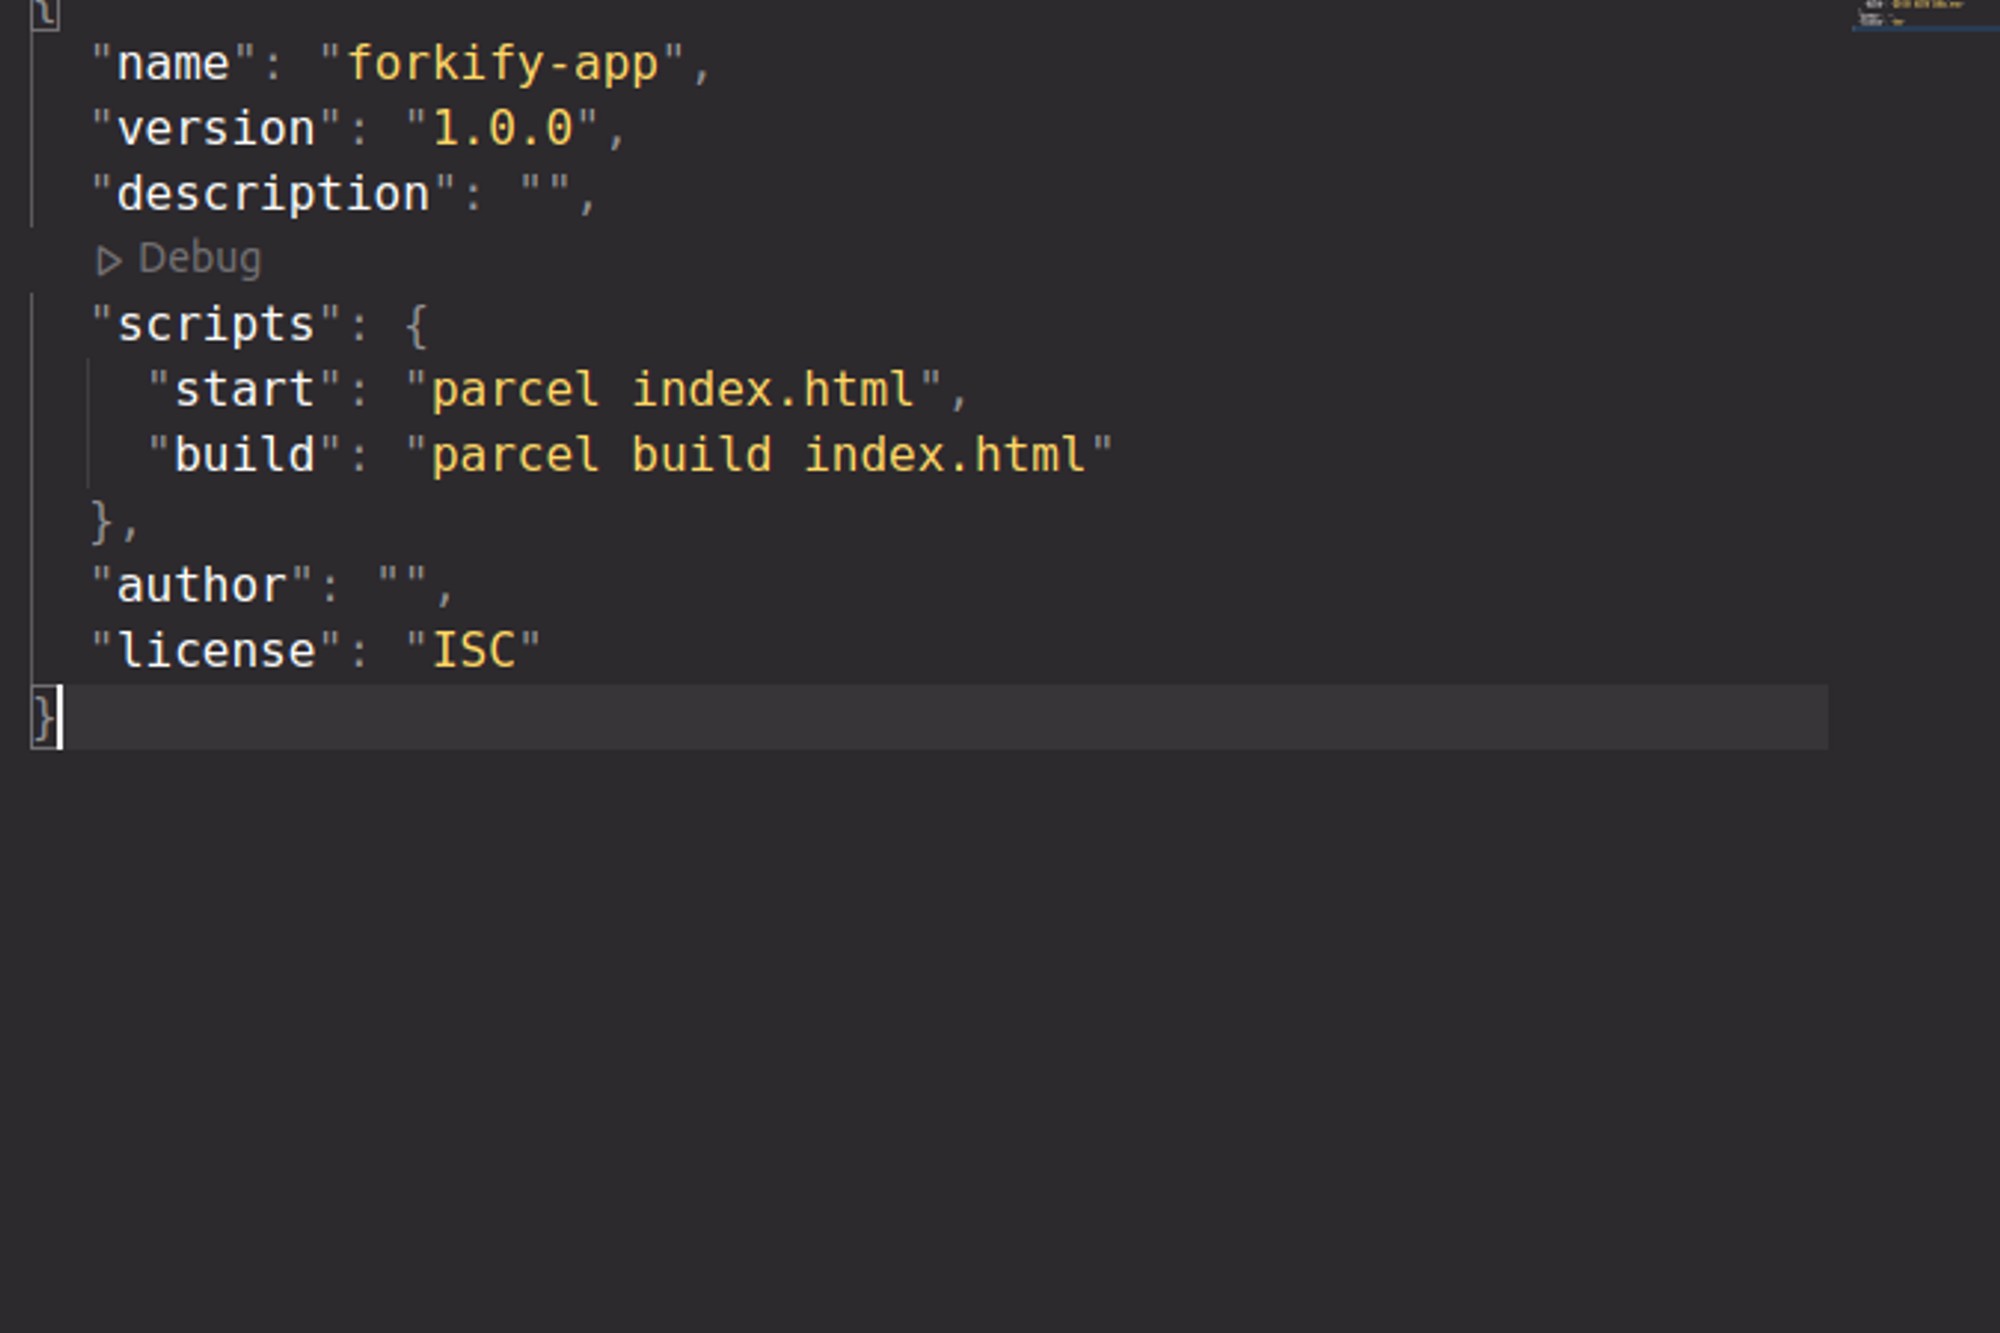 {
"name": "forkify-app",
"version": "1.0.0",
"description": "",
Debug
"scripts": {
"start": "parcel index.html",
"build": "parcel build index.html"
},
"author": "",
"license": "ISC"
}